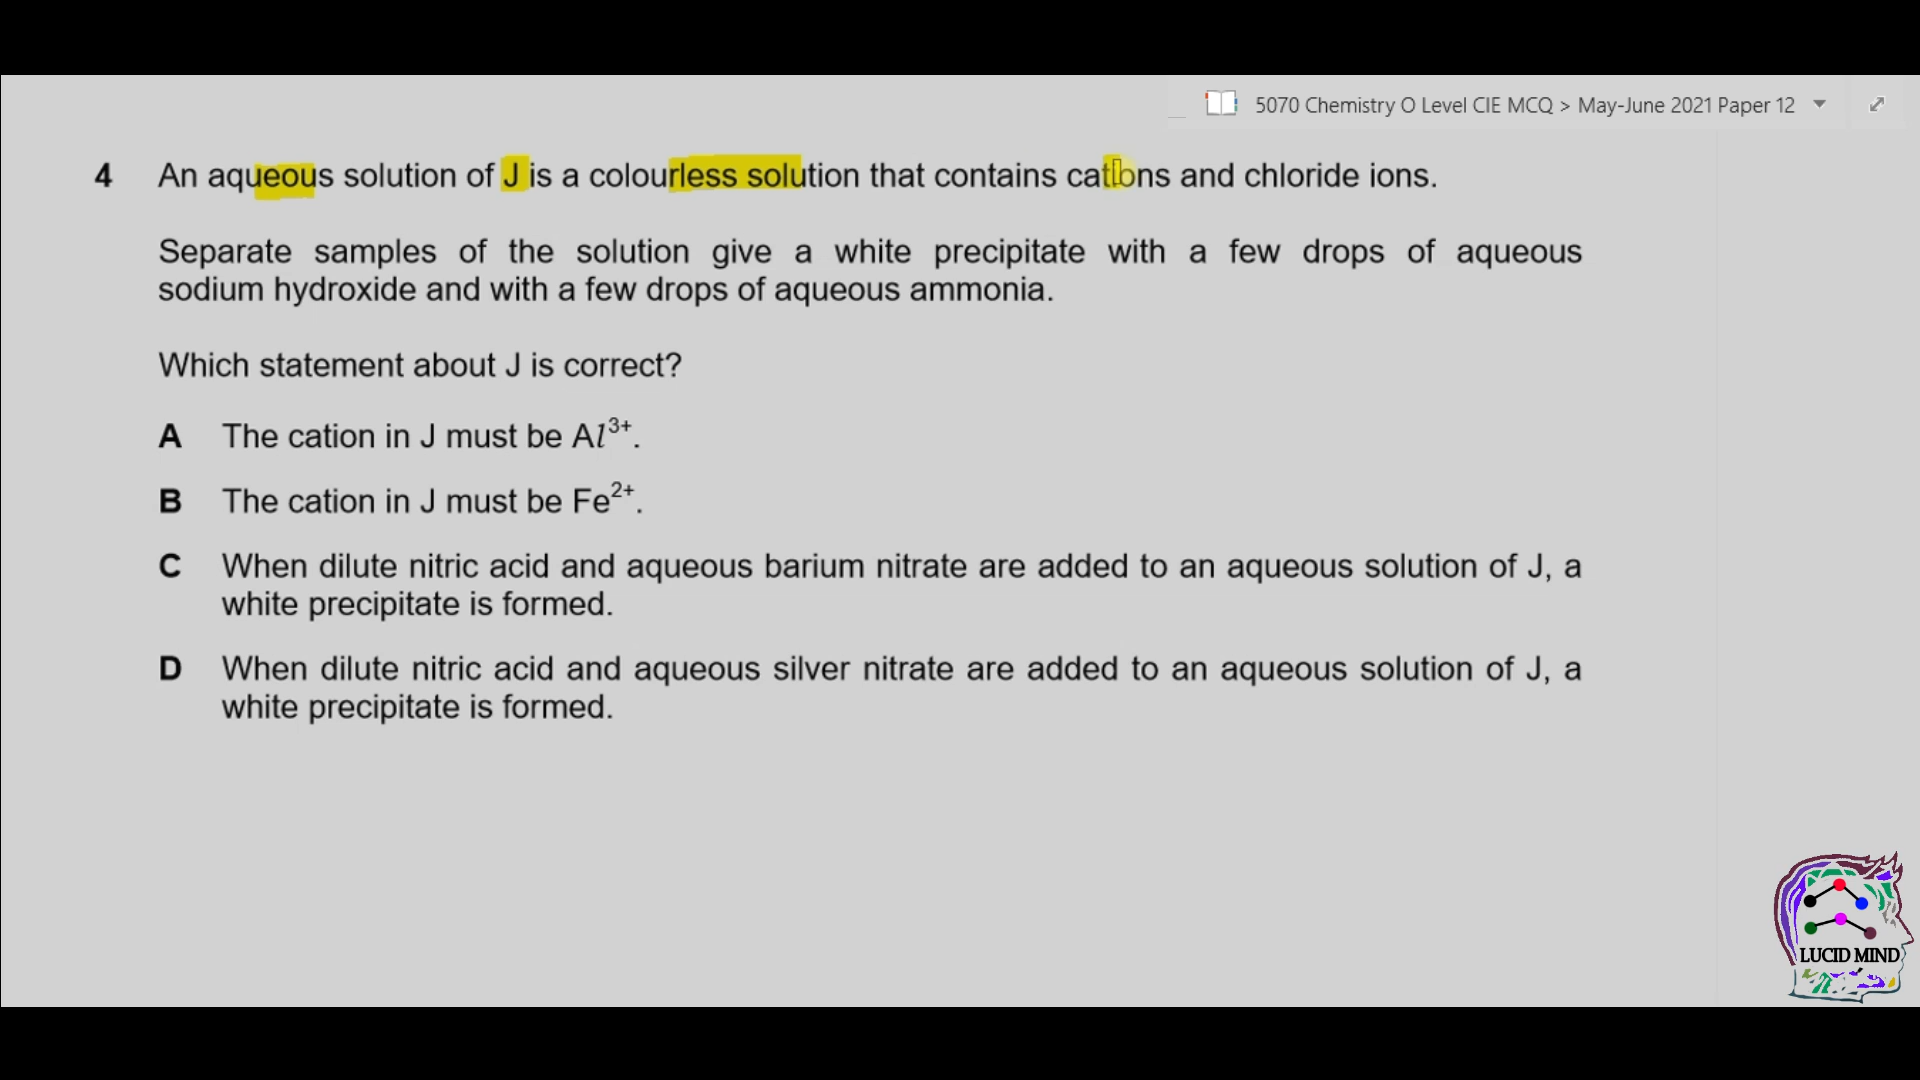 5070 Chemistry O Level CIE MCQ > May-June 2021 Paper 12
4 An aqueous solution of J is a colourless solution that contains cations and chloride ions.
Separate samples of the solution give a white precipitate with a few drops of aqueous
sodium hydroxide and with a few drops of aqueous ammonia.
Which statement about J is correct?
A The cation in J must be Al³⁺.
B The cation in J must be Fe²⁺.
C When dilute nitric acid and aqueous barium nitrate are added to an aqueous solution of J, a
white precipitate is formed.
D When dilute nitric acid and aqueous silver nitrate are added to an aqueous solution of J, a
white precipitate is formed.
LUCID MIND